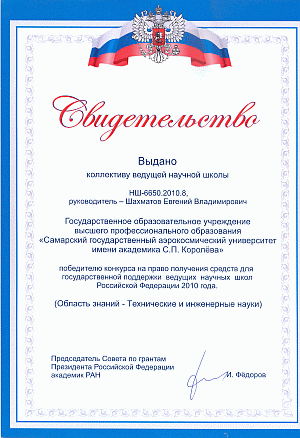 Свидетельство
Выдано
коллективу ведущей научной школы
НШ-6650.2010.8,
руководитель – Шахматов Евгений Владимирович
Государственное образовательное учреждение
высшего профессионального образования
«Самарский государственный аэрокосмический университет
имени академика С.П. Королёва»
победителю конкурса на право получения средств для
государственной поддержки ведущих научных школ
Российской Федерации 2010 года.
(Область знаний - Технические и инженерные науки)
Председатель Совета по грантам
Президента Российской Федерации
академик РАН
И. Фёдоров